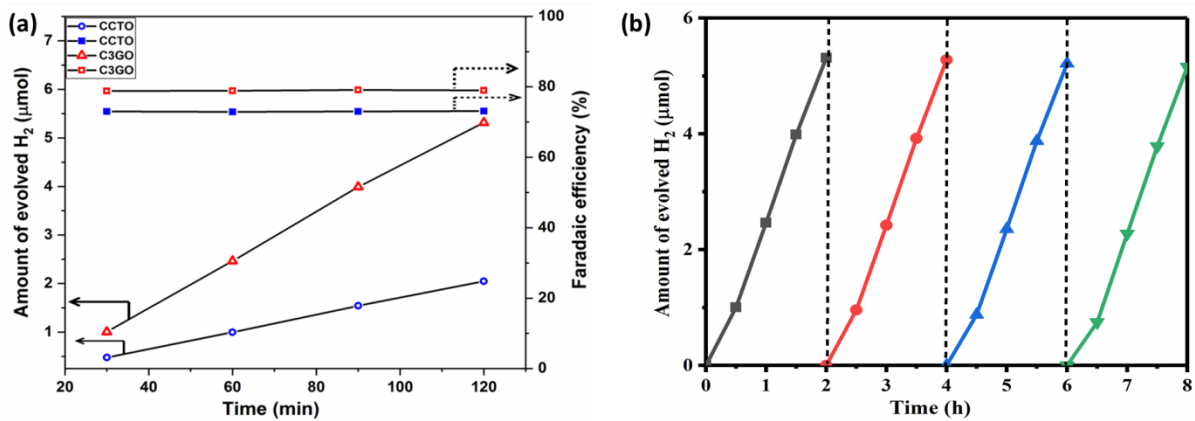 (a)
CCTO
CCTO
C3GO
C3GO
7
6
5
4
3
2
1
Amount of evolved H2 (μmol)
100
80
60
40
20
0
Faradaic efficiency (%)
20 40 60 80 100 120
Time (min)
(b)
6
4
2
0
Amount of evolved H2 (μmol)
0 1 2 3 4 5 6 7 8
Time (h)